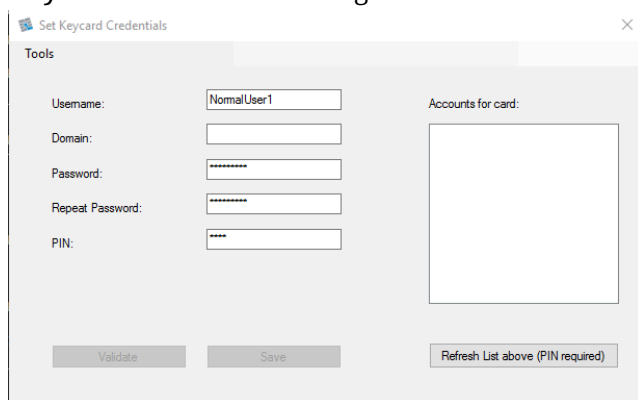 Set Keycard Credentials
Tools
Username: NormalUser1
Accounts for card:
Domain:
Password: *********
Repeat Password: *********
PIN: ****
Validate
Save
Refresh List above (PIN required)